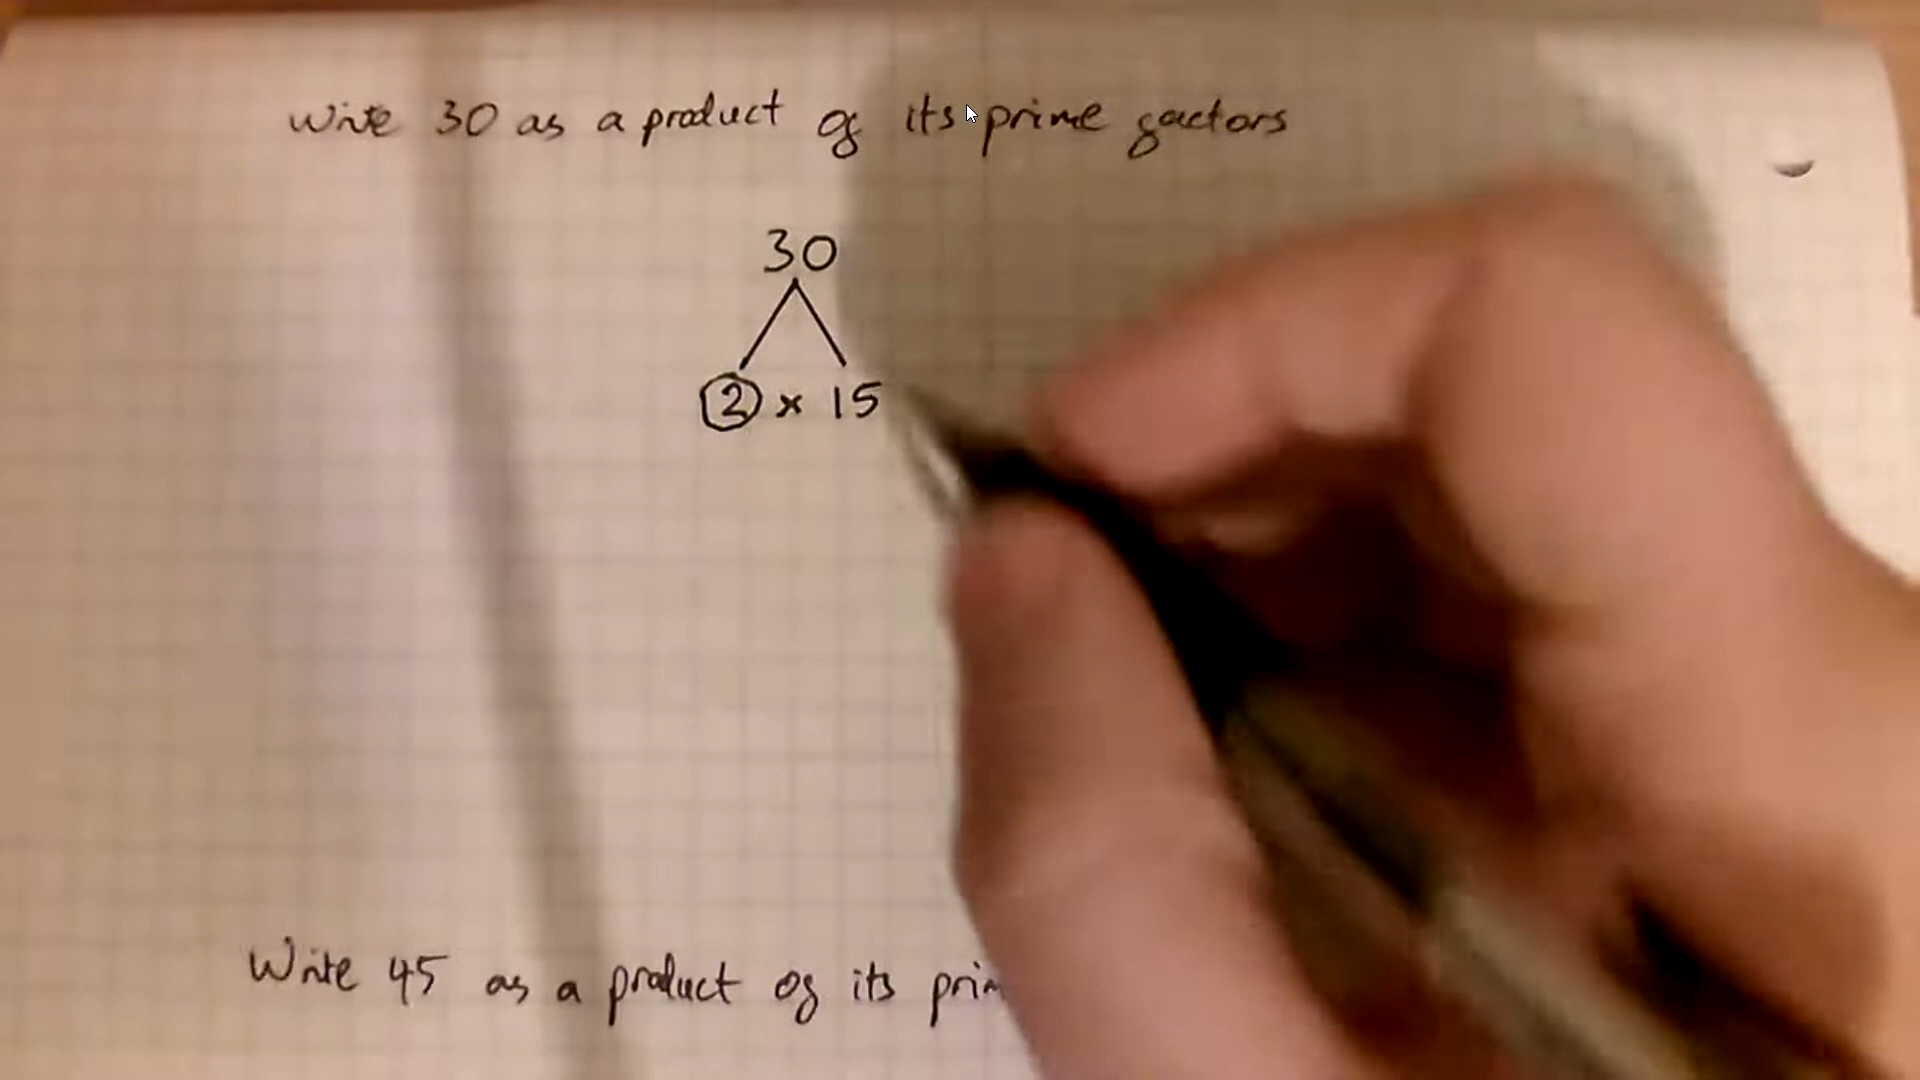 Write 30 as a product of its prime factors
30
2 x 15
Write 45 as a product of its